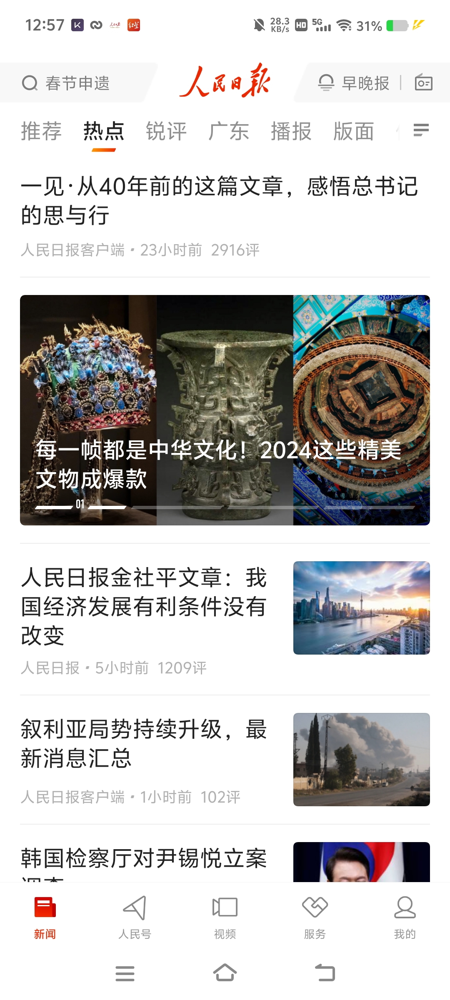 12:57
28.3
KB/s
HD
5G
31%
春节申遗
人民日报
早晚报
推荐 热点 锐评 广东 播报 版面
一见·从40年前的这篇文章，感悟总书记
的思与行
人民日报客户端·23小时前 2916评
每一帧都是中华文化！2024这些精美
文物成爆款
01
人民日报金社平文章：我
国经济发展有利条件没有
改变
人民日报·5小时前 1209评
叙利亚局势持续升级，最
新消息汇总
人民日报客户端·1小时前 102评
韩国检察厅对尹锡悦立案
新闻 人民号 视频 服务 我的